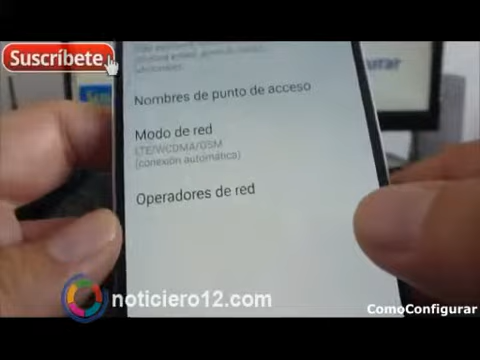 Suscríbete
Nombres de punto de acceso
Modo de red
LTE/WCDMA/GSM
(conexión automática)
Operadores de red
noticiero12.com
ComoConfigurar